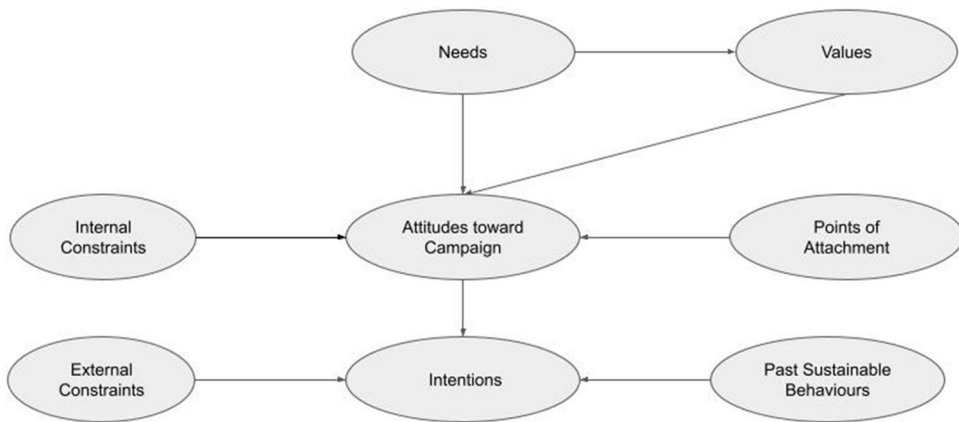 Needs
Values
Internal
Constraints
Attitudes toward
Campaign
Points of
Attachment
External
Constraints
Intentions
Past Sustainable
Behaviours